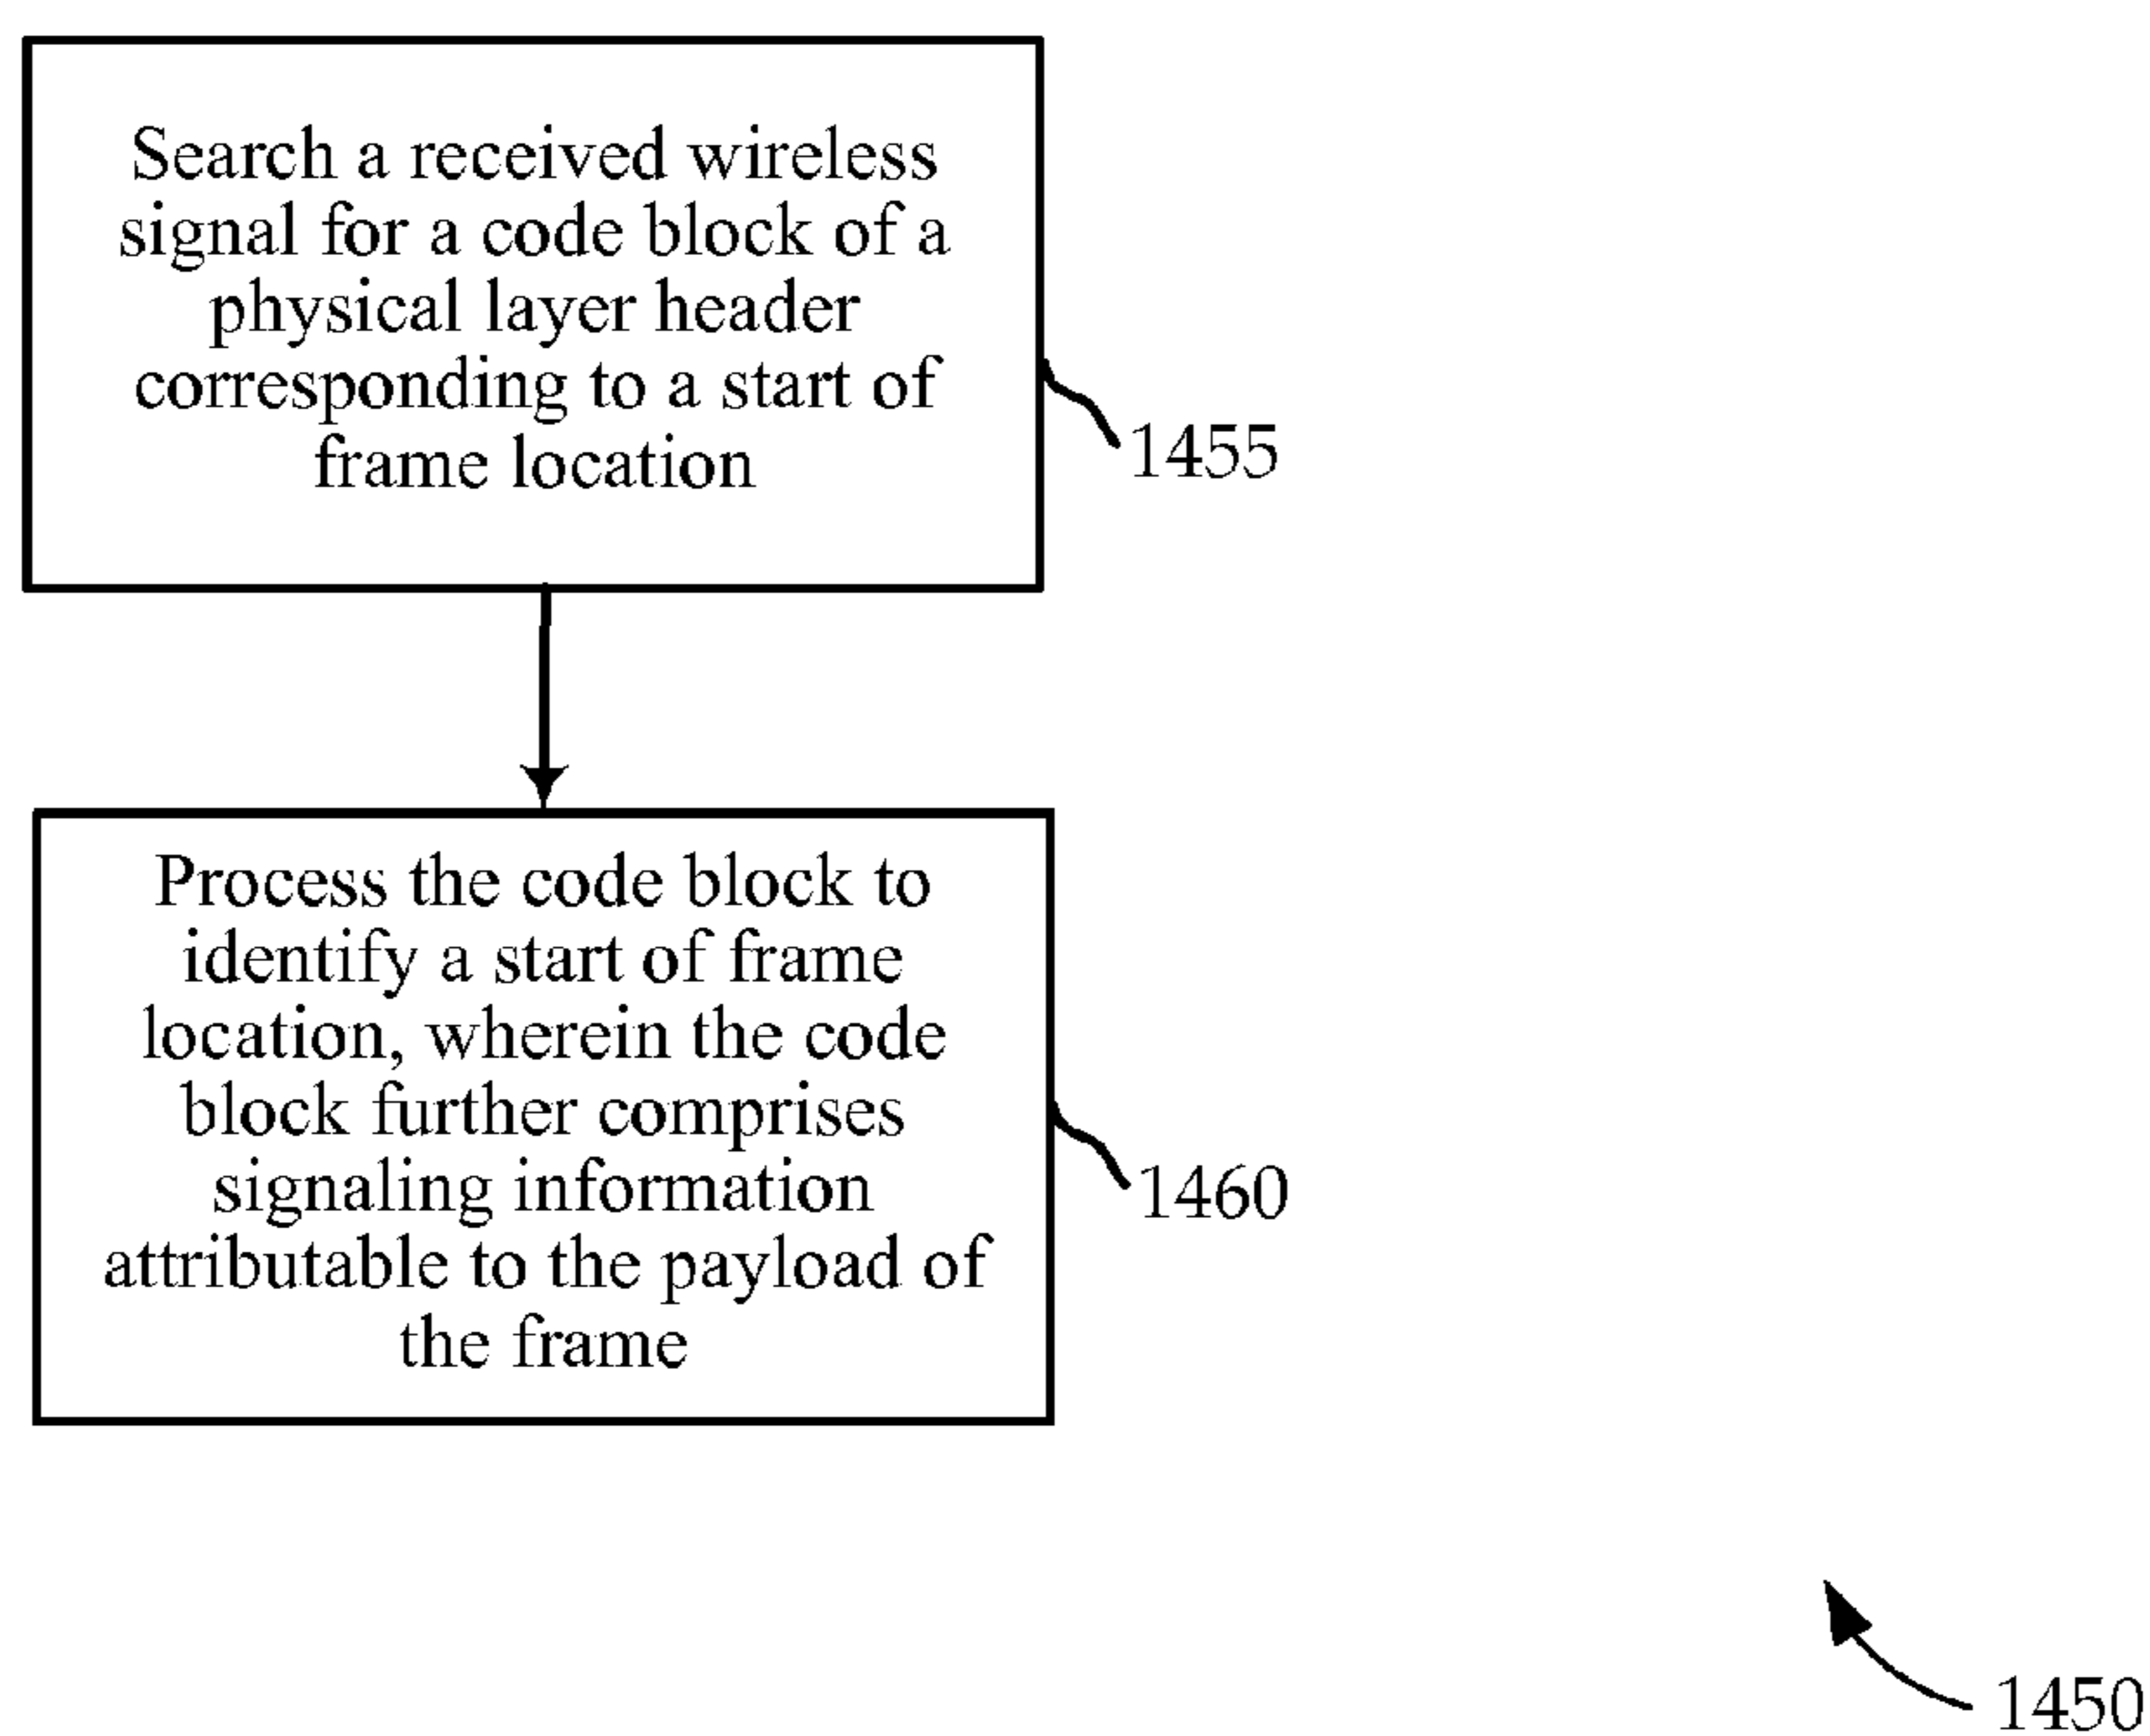 Search a received wireless
signal for a code block of a
physical layer header
corresponding to a start of
frame location
1455
Process the code block to
identify a start of frame
location, wherein the code
block further comprises
signaling information
attributable to the payload of
the frame
1460
1450